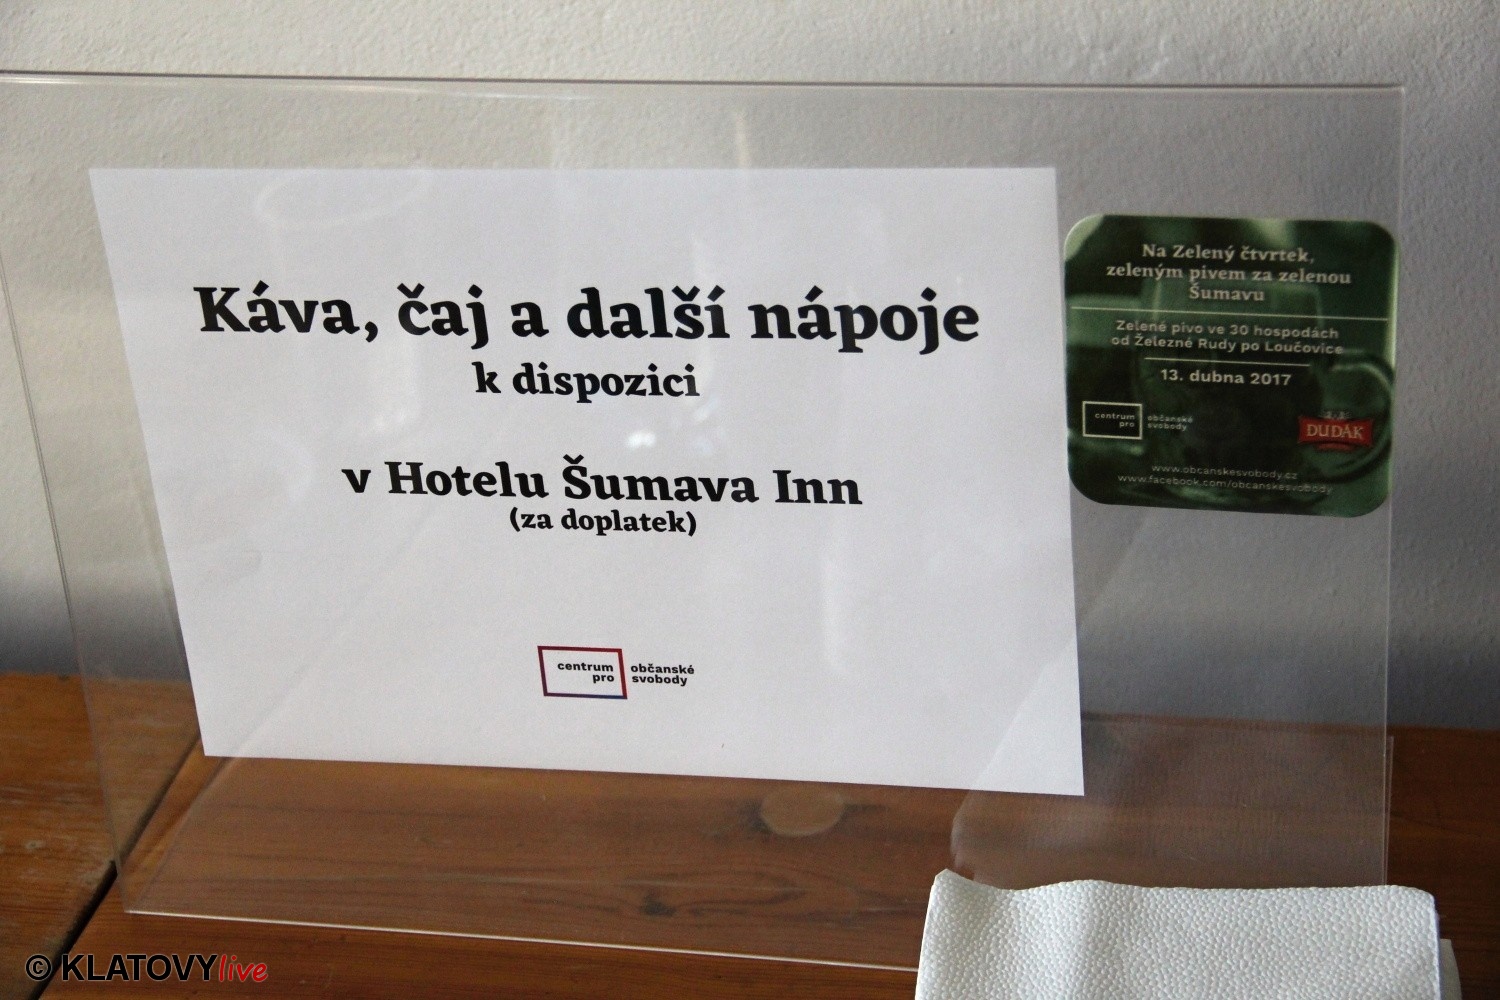 Káva, čaj a další nápoje
k dispozici
v Hotelu Šumava Inn
(za doplatek)
centrum
pro
občanské
svobody
Na Zelený čtvrtek,
zeleným pivem za zelenou
Šumavu
Zelené pivo ve 30 hospodách
od Železné Rudy po Loučovice
13. dubna 2017
centrum
pro
občanské
svobody
DUDÁK
www.obcanskesvobody.cz
www.facebook.com/obcanskesvobody
© KLATOVYlive